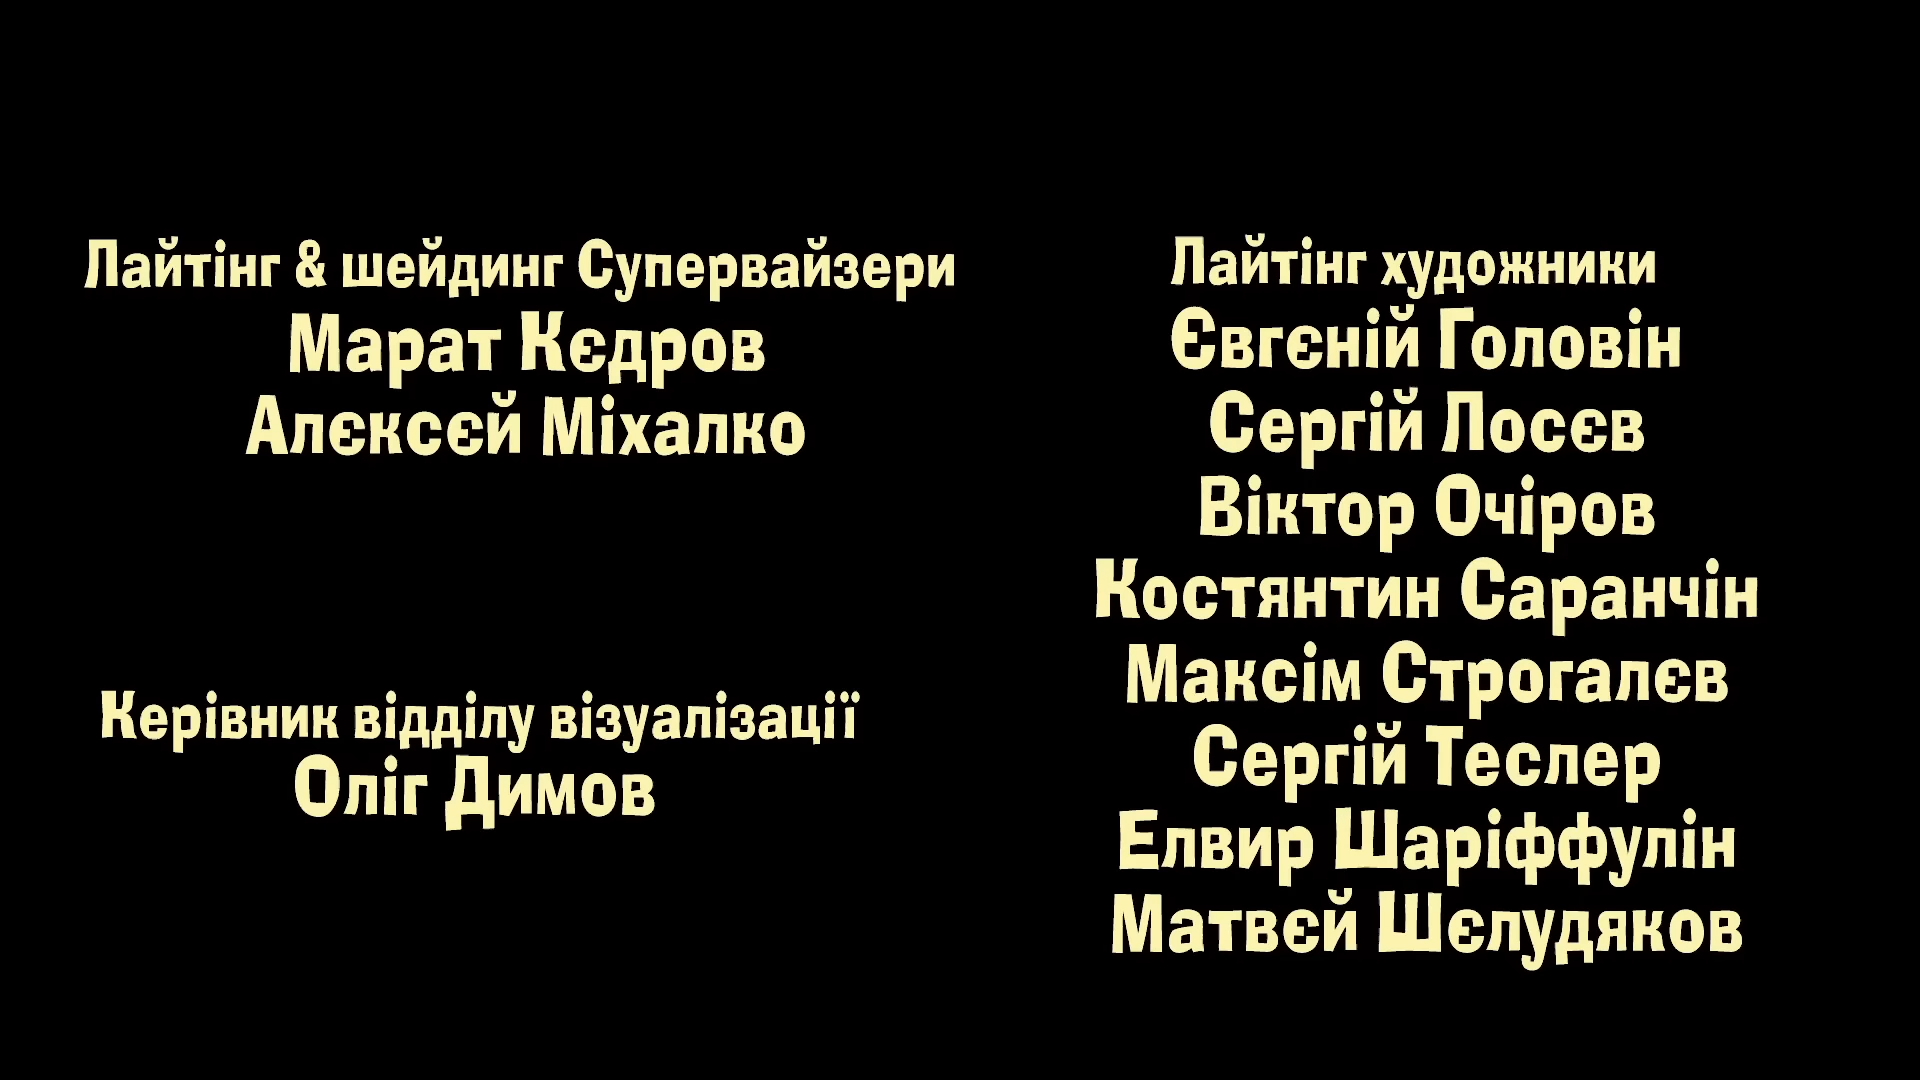 Лайтінг & шейдинг Супервайзери
Марат Кєдров
Алєксєй Міхалко
Керівник відділу візуалізації
Оліг Димов
Лайтінг художники
Євгєній Головін
Сергій Лосєв
Віктор Очіров
Костянтин Саранчін
Максім Строгалєв
Сергій Теслер
Елвир Шаріффулін
Матвєй Шєлудяков